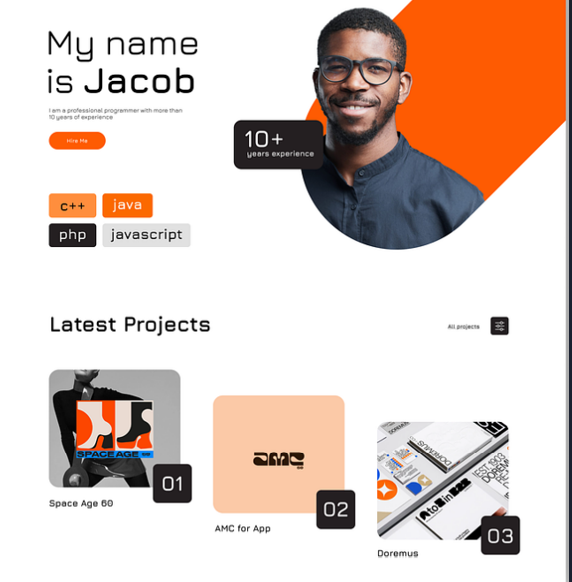 My name
is Jacob
I am a professional programmer with more than
10 years of experience
Hire Me
10+
years experience
c++
java
php
javascript
Latest Projects
All projects
SPACE AGE
01
Space Age 60
AMC
02
AMC for App
DOREMUS
DOREMUS
03
Doremus